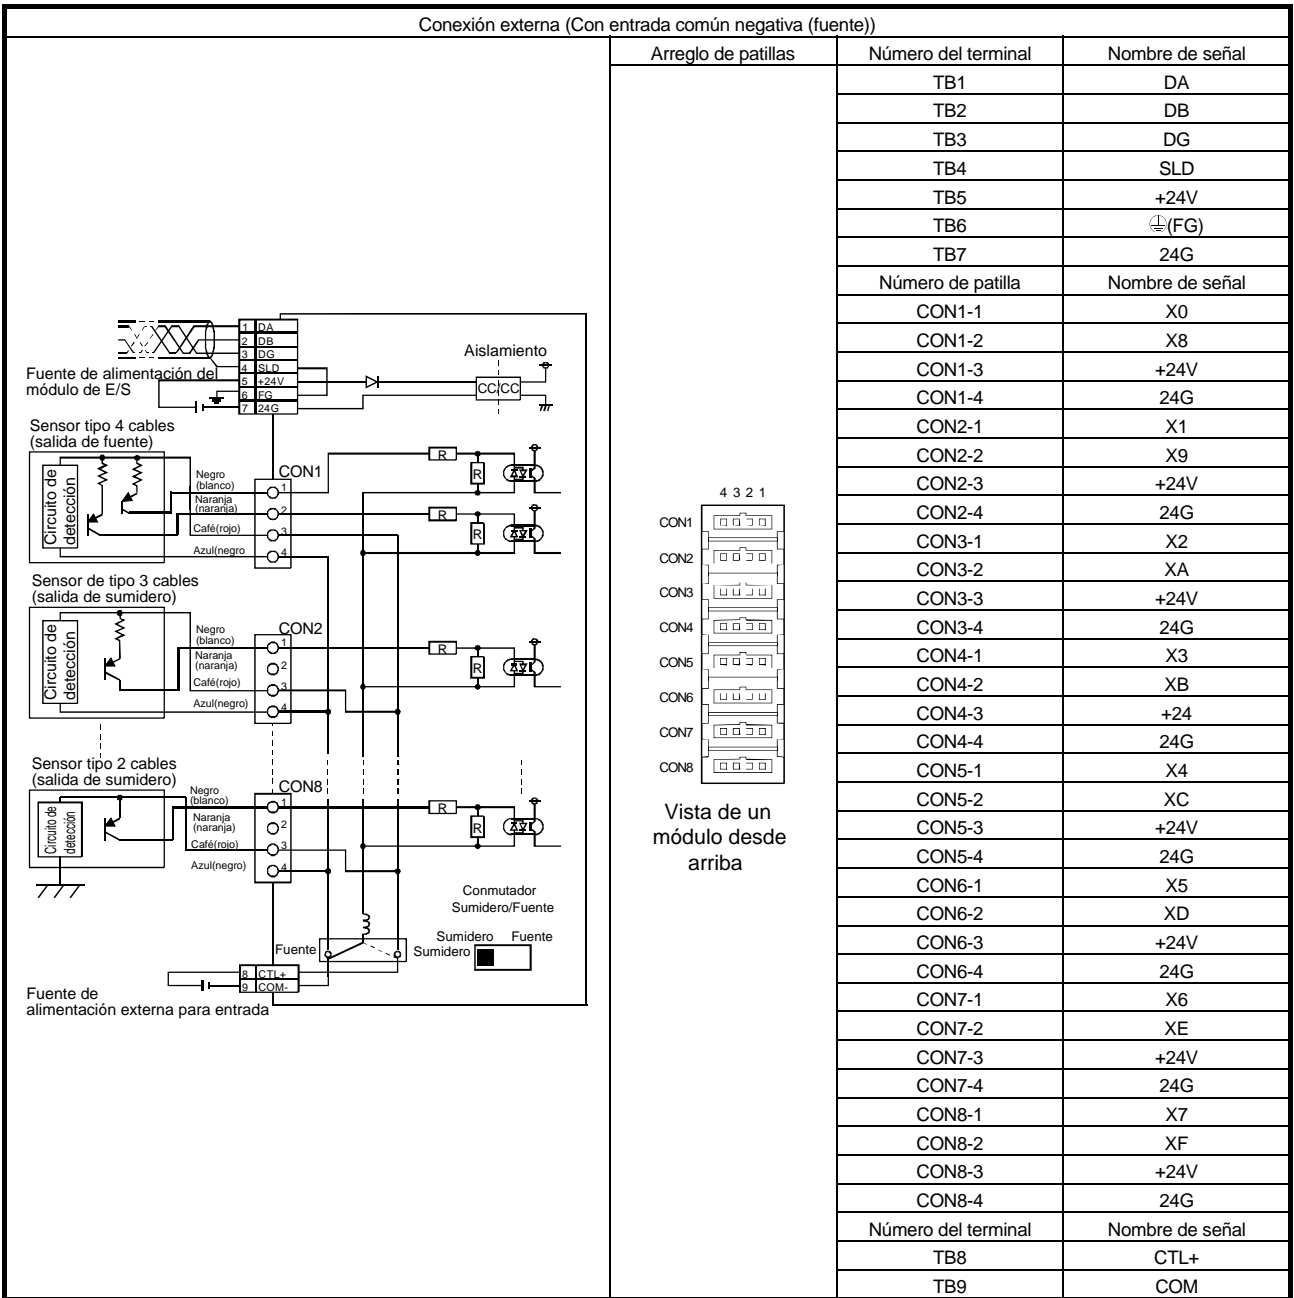 Conexión externa (Con entrada común negativa (fuente))
Arreglo de patillas Número del terminal Nombre de señal
TB1 DA
TB2 DB
TB3 DG
TB4 SLD
TB5 +24V
TB6 (FG)
TB7 24G
Número de patilla Nombre de señal
CON1-1 X0
CON1-2 X8
CON1-3 +24V
CON1-4 24G
CON2-1 X1
CON2-2 X9
CON2-3 +24V
CON2-4 24G
CON3-1 X2
CON3-2 XA
CON3-3 +24V
CON3-4 24G
CON4-1 X3
CON4-2 XB
CON4-3 +24
CON4-4 24G
CON5-1 X4
CON5-2 XC
CON5-3 +24V
CON5-4 24G
CON6-1 X5
CON6-2 XD
CON6-3 +24V
CON6-4 24G
CON7-1 X6
CON7-2 XE
CON7-3 +24V
CON7-4 24G
CON8-1 X7
CON8-2 XF
CON8-3 +24V
CON8-4 24G
Número del terminal Nombre de señal
TB8 CTL+
TB9 COM
1 DA
2 DB
3 DG
4 SLD
5 +24V
6 FG
7 24G
Fuente de alimentación del
módulo de E/S
Aislamiento
CC/CC
Sensor tipo 4 cables
(salida de fuente)
Circuito de
detección
Negro
(blanco)
Naranja
(naranja)
Café(rojo)
Azul(negro
CON1
1
2
3
4
R
R
R
R
Sensor de tipo 3 cables
(salida de sumidero)
Circuito de
detección
Negro
(blanco)
Naranja
(naranja)
Café(rojo)
Azul(negro)
CON2
1
2
3
4
R
R
Sensor tipo 2 cables
(salida de sumidero)
Circuito de
detección
Negro
(blanco)
Naranja
(naranja)
Café(rojo)
Azul(negro)
CON8
1
2
3
4
R
R
Conmutador
Sumidero/Fuente
Sumidero Fuente
Fuente
Sumidero
8 CTL+
9 COM-
Fuente de
alimentación externa para entrada
4 3 2 1
CON1
CON2
CON3
CON4
CON5
CON6
CON7
CON8
Vista de un
módulo desde
arriba